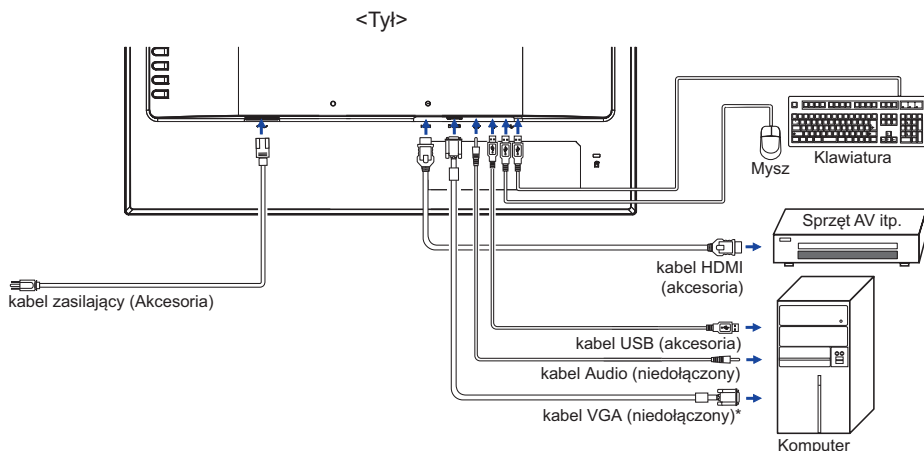 <Tył>
Mysz
Klawiatura
Sprzęt AV itp.
kabel HDMI
(akcesoria)
kabel zasilający (Akcesoria)
kabel USB (akcesoria)
kabel Audio (niedołączony)
kabel VGA (niedołączony)*
Komputer